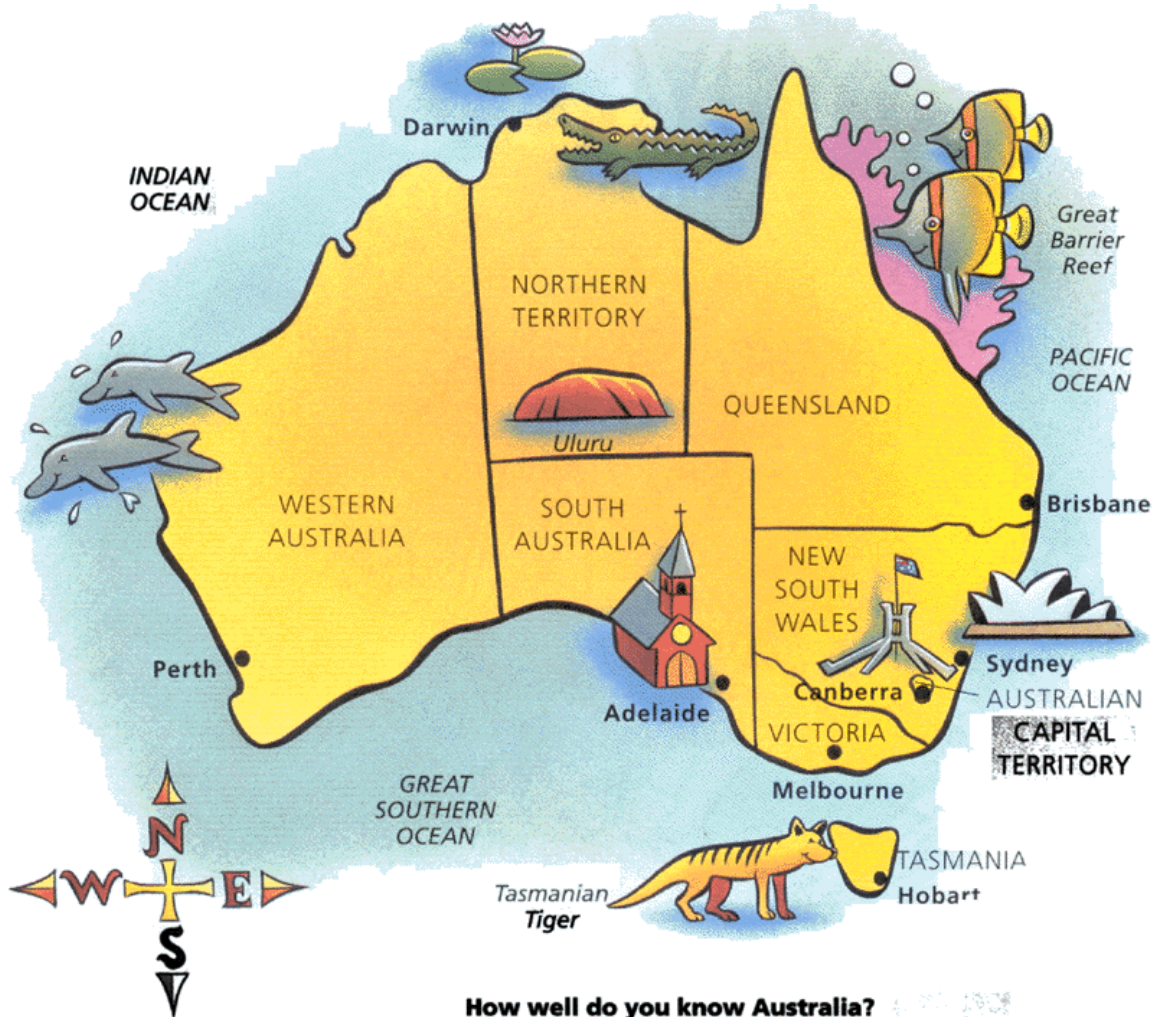 Darwin
INDIAN
OCEAN
Great
Barrier
Reef
NORTHERN
TERRITORY
PACIFIC
OCEAN
QUEENSLAND
Uluru
WESTERN
AUSTRALIA
SOUTH
AUSTRALIA
Brisbane
NEW
SOUTH
WALES
Perth
Sydney
Canberra
AUSTRALIAN
CAPITAL
TERRITORY
Adelaide
VICTORIA
Melbourne
GREAT
SOUTHERN
OCEAN
TASMANIA
Hobart
Tasmanian
Tiger
N
W E
S
How well do you know Australia?